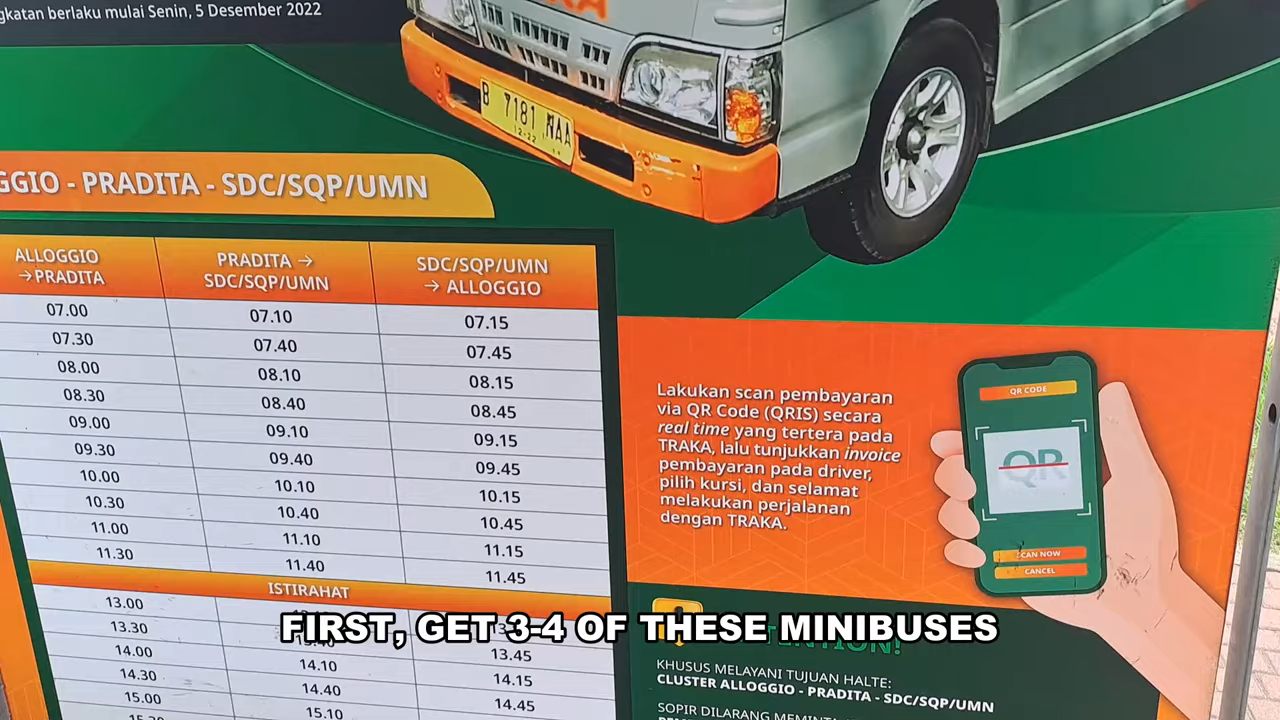 gkatan berlaku mulai Senin, 5 Desember 2022
B 7181 NAA
12-22
GGIO - PRADITA - SDC/SQP/UMN
ALLOGGIO
→PRADITA
PRADITA →
SDC/SQP/UMN
SDC/SQP/UMN
→ ALLOGGIO
07.00 07.10 07.15
07.30 07.40 07.45
08.00 08.10 08.15
08.30 08.40 08.45
09.00 09.10 09.15
09.30 09.40 09.45
10.00 10.10 10.15
10.30 10.40 10.45
11.00 11.10 11.15
11.30 11.40 11.45
ISTIRAHAT
13.00
13.30 13.40 13.45
14.00 14.10 14.15
14.30 14.40 14.45
15.00 15.10
Lakukan scan pembayaran
via QR Code (QRIS) secara
real time yang tertera pada
TRAKA, lalu tunjukkan invoice
pembayaran pada driver,
pilih kursi, dan selamat
melakukan perjalanan
dengan TRAKA.
QR CODE
QR
SCAN NOW
CANCEL
FIRST, GET 3-4 OF THESE MINIBUSES
KHUSUS MELAYANI TUJUAN HALTE:
CLUSTER ALLOGGIO - PRADITA - SDC/SQP/UMN
SOPIR DILARANG